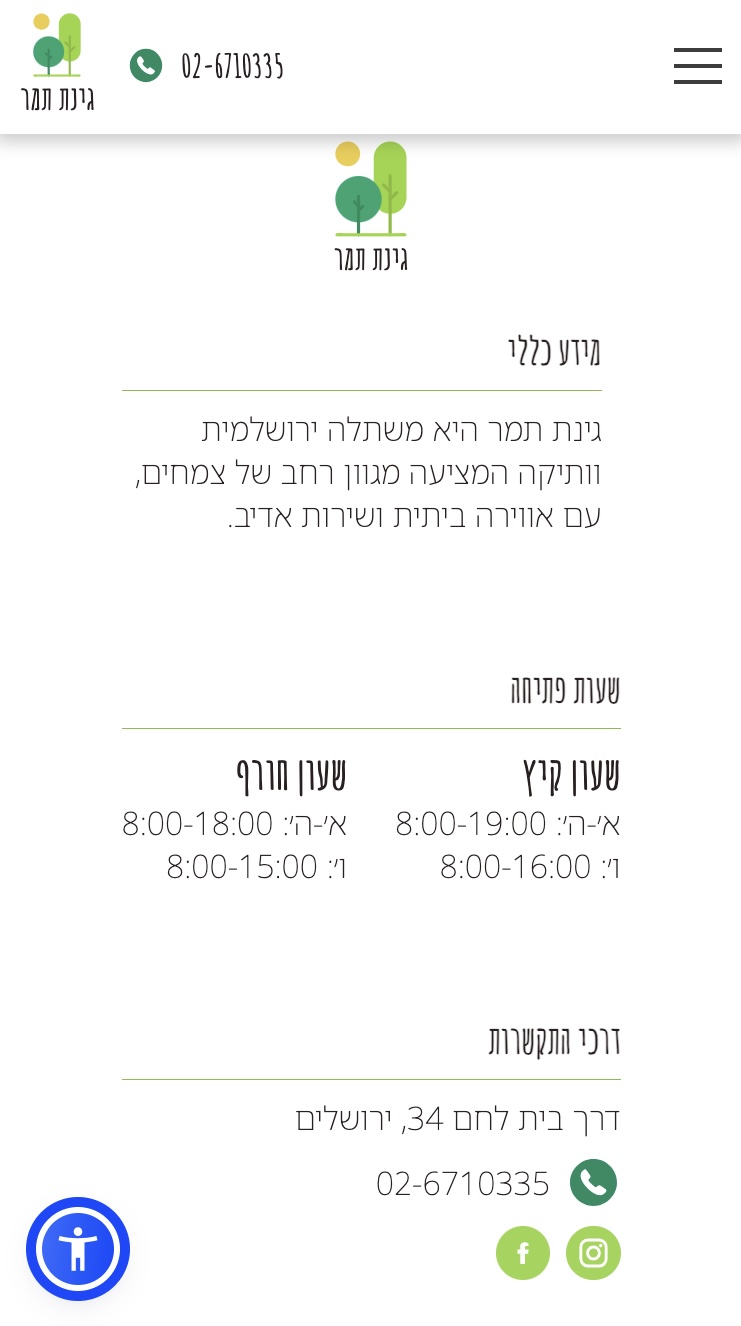 גינת תמר
02-6710335
גינת תמר
מידע כללי
גינת תמר היא משתלה ירושלמית
וותיקה המציעה מגוון רחב של צמחים,
עם אווירה ביתית ושירות אדיב.
שעות פתיחה
שעון קיץ
א׳-ה׳: 8:00-19:00
ו׳: 8:00-16:00
שעון חורף
א׳-ה׳: 8:00-18:00
ו׳: 8:00-15:00
דרכי התקשרות
דרך בית לחם 34, ירושלים
02-6710335